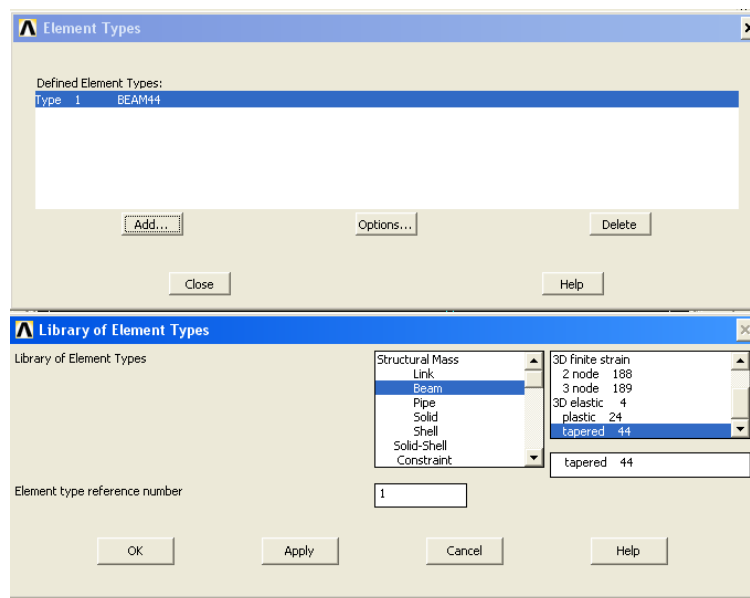 Element Types
Defined Element Types:
Type 1 BEAM44
Add... Options... Delete
Close Help
Library of Element Types
Library of Element Types
Structural Mass
Link
Beam
Pipe
Solid
Shell
Solid-Shell
Constraint
3D finite strain
2 node 188
3 node 189
3D elastic 4
plastic 24
tapered 44
tapered 44
Element type reference number
1
OK Apply Cancel Help